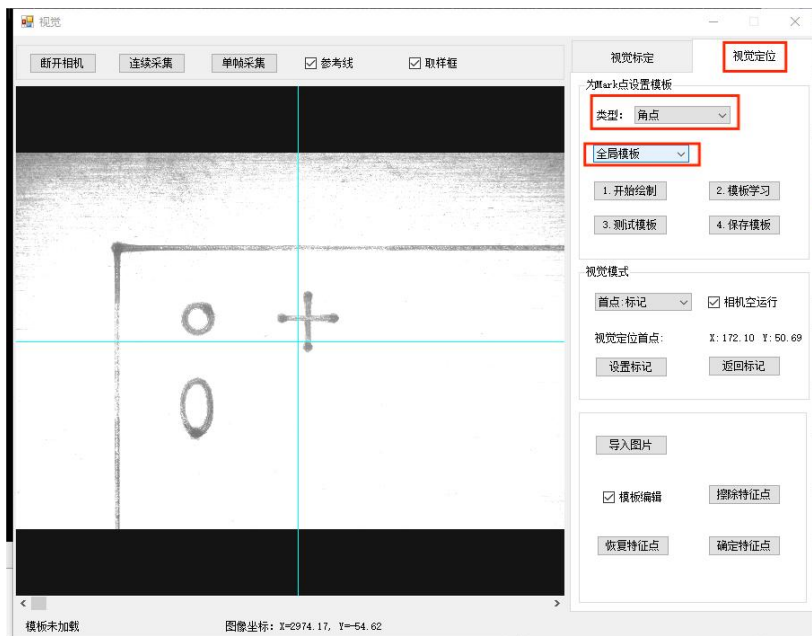 视觉
断开相机 连续采集 单帧采集 参考线 取样框
视觉标定 视觉定位
为Mark点设置模板
类型： 角点
全局模板
1. 开始绘制 2. 模板学习
3. 测试模板 4. 保存模板
视觉模式
首点:标记 相机空运行
视觉定位首点: X: 172.10 Y: 50.69
设置标记 返回标记
导入图片
模板编辑 擦除特征点
恢复特征点 确定特征点
模板未加载 图像坐标: X=2974.17, Y=-54.62